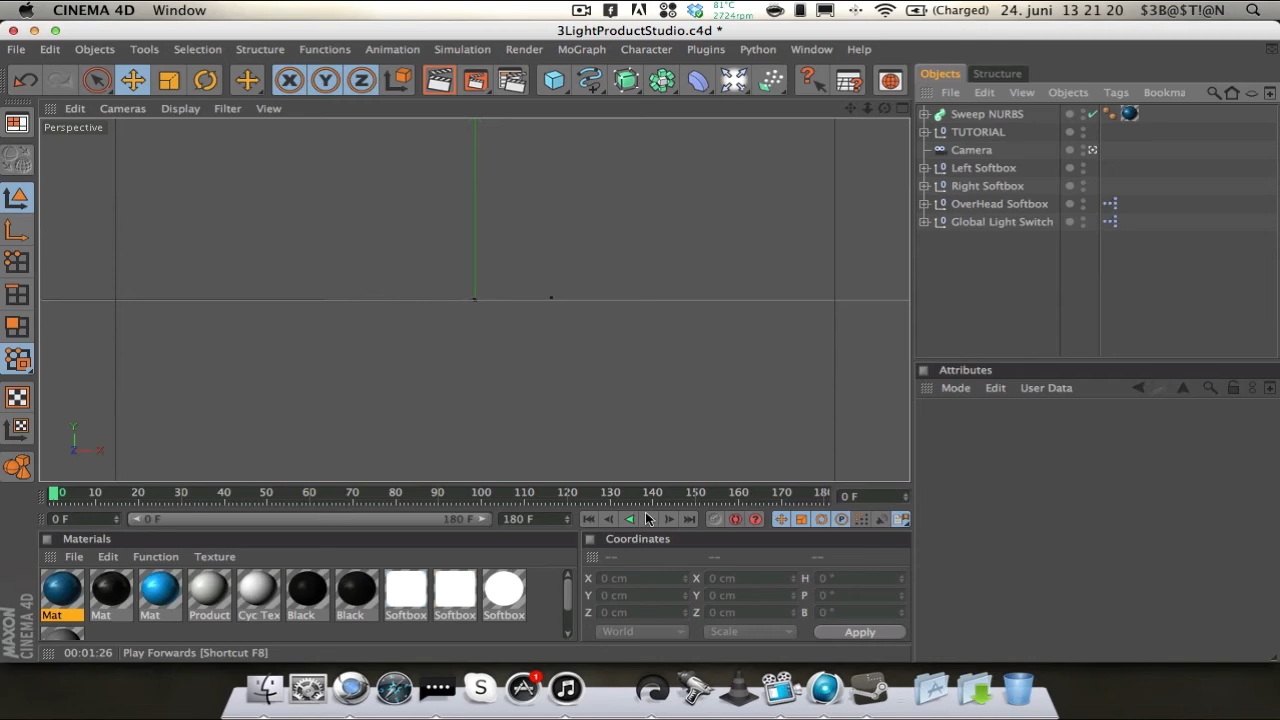 CINEMA 4D Window 81°C 2724rpm (Charged) 24. juni 13 21 20 $3B@$T!@N
3LightProductStudio.c4d *
File Edit Objects Tools Selection Structure Functions Animation Simulation Render MoGraph Character Plugins Python Window Help
X Y Z
Objects Structure
File Edit View Objects Tags Bookma
Edit Cameras Display Filter View
Perspective
Sweep NURBS
TUTORIAL
Camera
Left Softbox
Right Softbox
OverHead Softbox
Global Light Switch
Attributes
Mode Edit User Data
Y
Z X
0 10 20 30 40 50 60 70 80 90 100 110 120 130 140 150 160 170 18 0 F
0 F 0 F 180 F 180 F
Materials
File Edit Function Texture
Mat Mat Mat Product Cyc Tex Black Black Softbox Softbox Softbox
Coordinates
-- -- --
X 0 cm X 0 cm H 0 °
Y 0 cm Y 0 cm P 0 °
Z 0 cm Z 0 cm B 0 °
World Scale Apply
MAXON CINEMA 4D
00:01:26 Play Forwards [Shortcut F8]
1